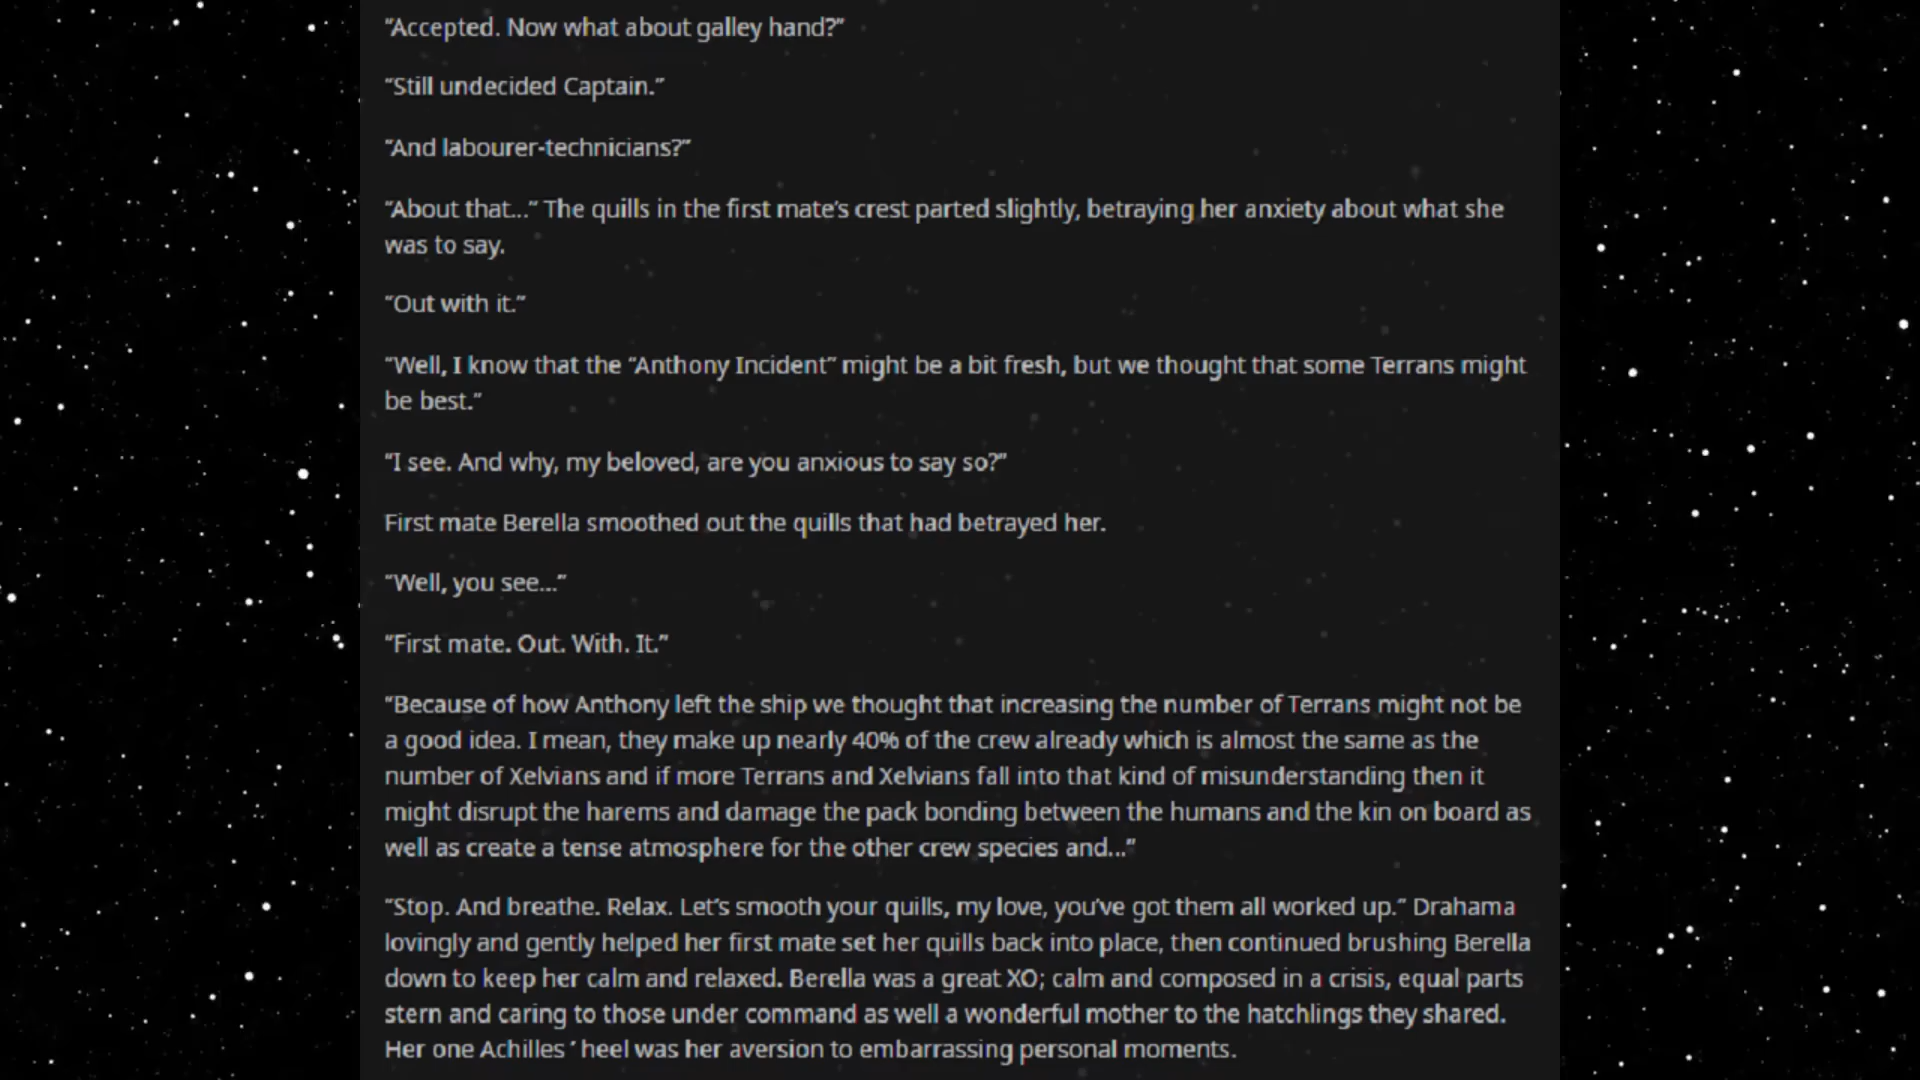 “Accepted. Now what about galley hand?”
“Still undecided Captain.”
“And labourer-technicians?”
“About that...” The quills in the first mate’s crest parted slightly, betraying her anxiety about what she
was to say.
“Out with it.”
“Well, I know that the “Anthony Incident” might be a bit fresh, but we thought that some Terrans might
be best.”
“I see. And why, my beloved, are you anxious to say so?”
First mate Berella smoothed out the quills that had betrayed her.
“Well, you see...”
“First mate. Out. With. It.”
“Because of how Anthony left the ship we thought that increasing the number of Terrans might not be
a good idea. I mean, they make up nearly 40% of the crew already which is almost the same as the
number of Xelvians and if more Terrans and Xelvians fall into that kind of misunderstanding then it
might disrupt the harems and damage the pack bonding between the humans and the kin on board as
well as create a tense atmosphere for the other crew species and...”
“Stop. And breathe. Relax. Let’s smooth your quills, my love, you’ve got them all worked up.” Drahama
lovingly and gently helped her first mate set her quills back into place, then continued brushing Berella
down to keep her calm and relaxed. Berella was a great XO; calm and composed in a crisis, equal parts
stern and caring to those under command as well a wonderful mother to the hatchlings they shared.
Her one Achilles ’ heel was her aversion to embarrassing personal moments.